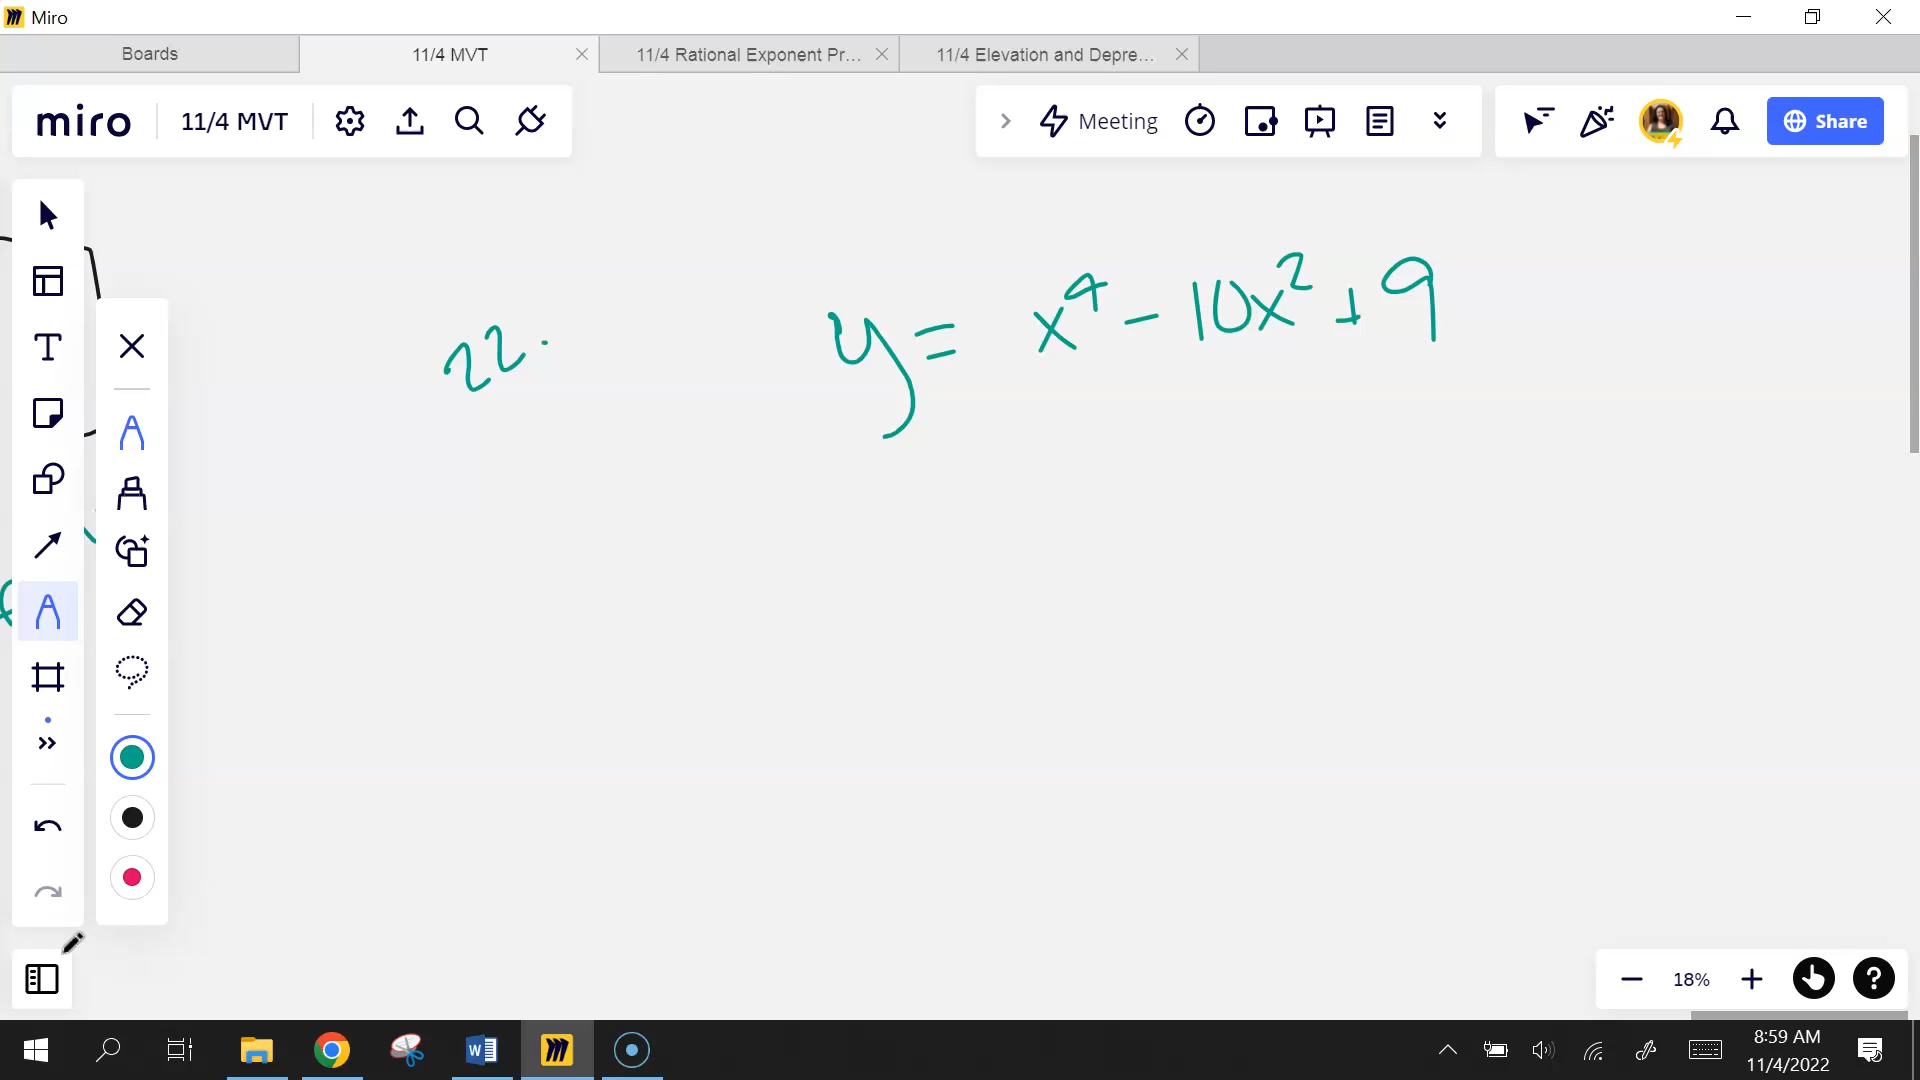 Miro
Boards
11/4 MVT
11/4 Rational Exponent Pr...
11/4 Elevation and Depre...
miro
11/4 MVT
Meeting
Share
22. y = x⁴ - 10x² + 9
18%
8:59 AM
11/4/2022